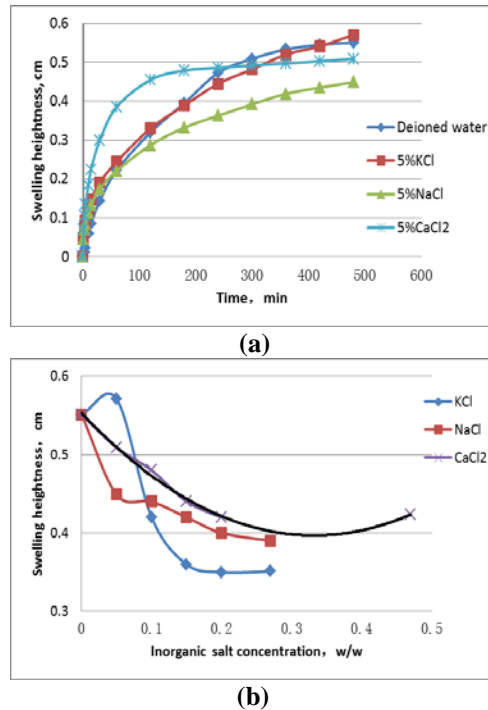 0.6
0.5
0.4
0.3
0.2
0.1
0
Swelling heightness, cm
0 100 200 300 400 500 600
Time, min
Deioned water
5%KCl
5%NaCl
5%CaCl2
(a)
0.6
0.5
0.4
0.3
Swelling heightness, cm
0 0.1 0.2 0.3 0.4 0.5
Inorganic salt concentration, w/w
KCl
NaCl
CaCl2
(b)